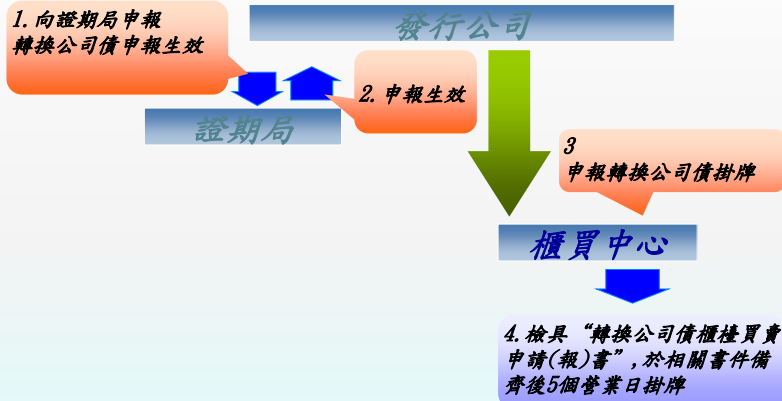 1.向證期局申報
轉換公司債申報生效
發行公司
2.申報生效
證期局
3
申報轉換公司債掛牌
櫃買中心
4.檢具“轉換公司債櫃檯買賣
申請(報)書”,於相關書件備
齊後5個營業日掛牌